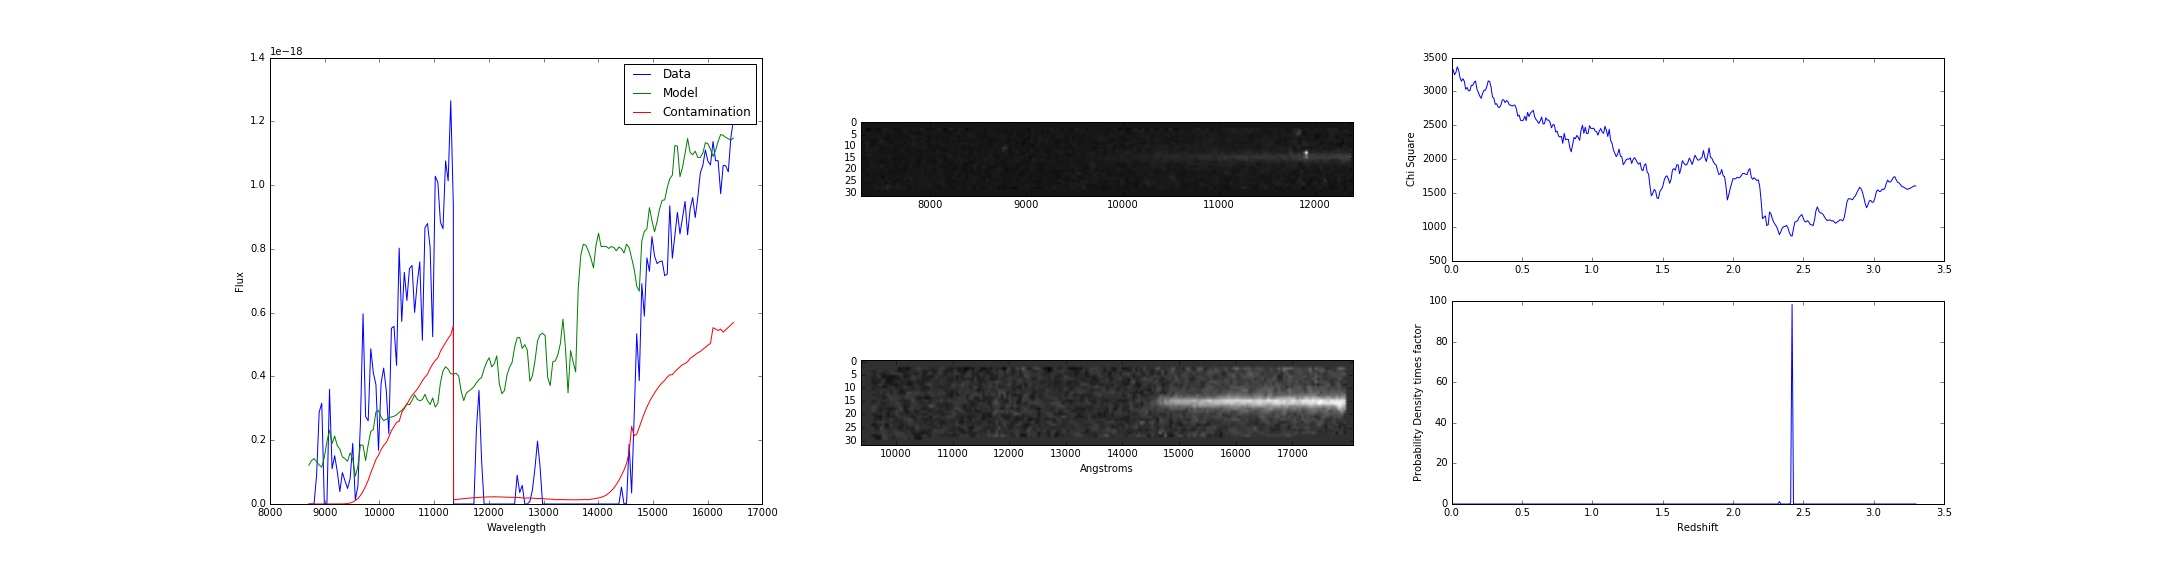 1e−18
1.4
1.2
1.0
0.8
0.6
0.4
0.2
0.0
Flux
8000 9000 10000 11000 12000 13000 14000 15000 16000 17000
Wavelength
Data
Model
Contamination
0
5
10
15
20
25
30
8000 9000 10000 11000 12000
0
5
10
15
20
25
30
10000 11000 12000 13000 14000 15000 16000 17000
Angstroms
3500
3000
2500
2000
1500
1000
500
Chi Square
0.0 0.5 1.0 1.5 2.0 2.5 3.0 3.5
100
80
60
40
20
0
Probability Density times factor
0.0 0.5 1.0 1.5 2.0 2.5 3.0 3.5
Redshift